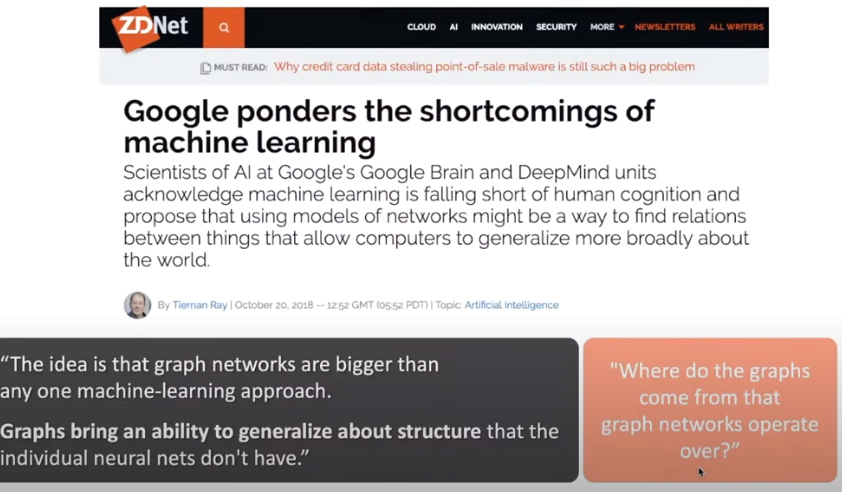 ZDNet
CLOUD AI INNOVATION SECURITY MORE NEWSLETTERS ALL WRITERS
MUST READ: Why credit card data stealing point-of-sale malware is still such a big problem
Google ponders the shortcomings of
machine learning
Scientists of AI at Google's Google Brain and DeepMind units
acknowledge machine learning is falling short of human cognition and
propose that using models of networks might be a way to find relations
between things that allow computers to generalize more broadly about
the world.
By Tiernan Ray | October 20, 2018 -- 12:52 GMT (05:52 PDT) | Topic: Artificial Intelligence
“The idea is that graph networks are bigger than
any one machine-learning approach.
Graphs bring an ability to generalize about structure that the
individual neural nets don't have.”
"Where do the graphs
come from that
graph networks operate
over?”